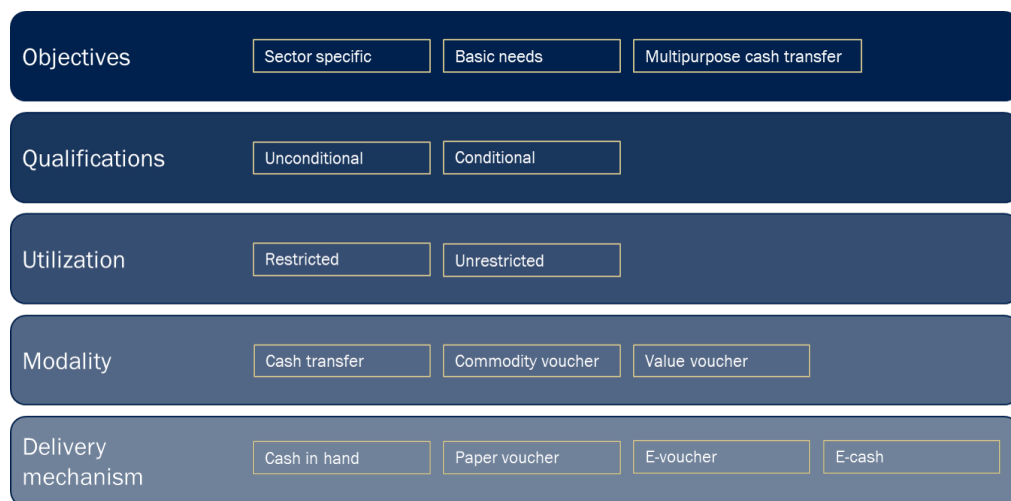 Objectives
Sector specific
Basic needs
Multipurpose cash transfer
Qualifications
Unconditional
Conditional
Utilization
Restricted
Unrestricted
Modality
Cash transfer
Commodity voucher
Value voucher
Delivery
mechanism
Cash in hand
Paper voucher
E-voucher
E-cash